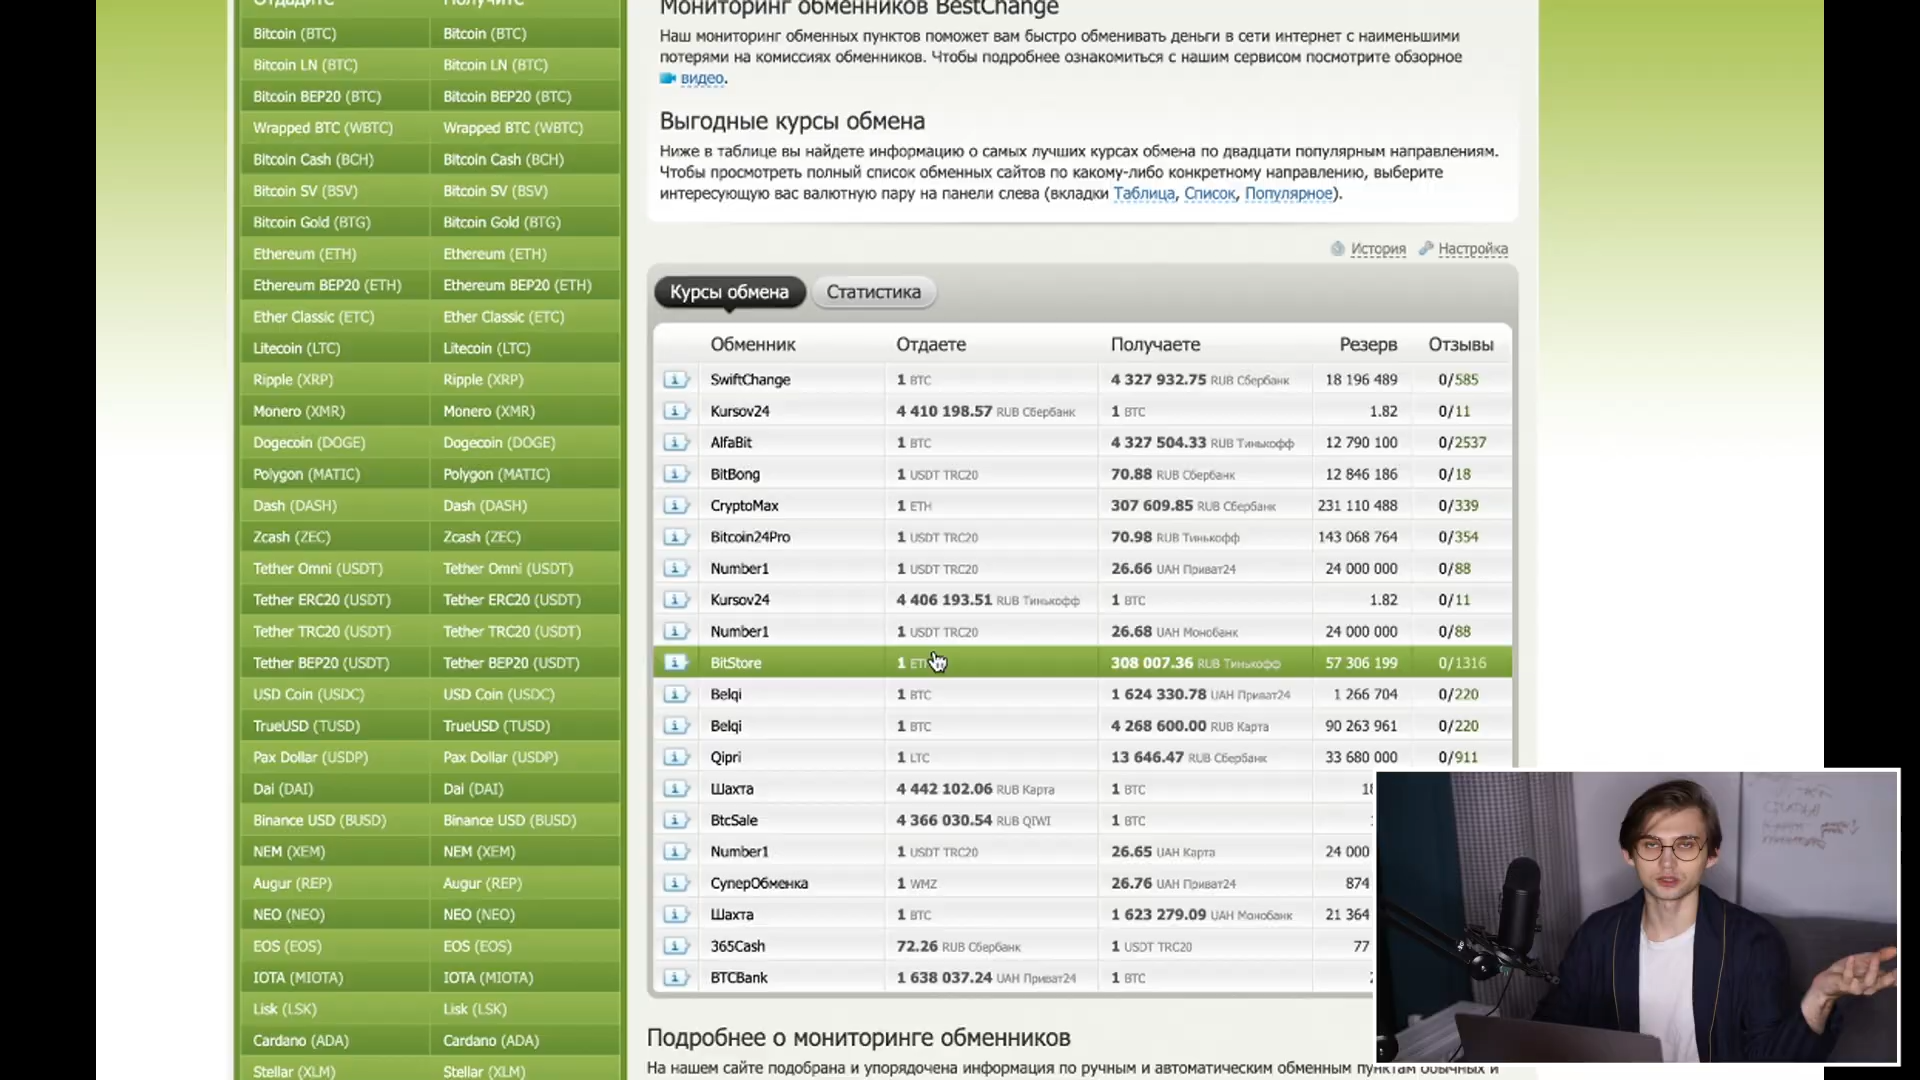 Отдадите Получите
Bitcoin (BTC) Bitcoin (BTC)
Bitcoin LN (BTC) Bitcoin LN (BTC)
Bitcoin BEP20 (BTC) Bitcoin BEP20 (BTC)
Wrapped BTC (WBTC) Wrapped BTC (WBTC)
Bitcoin Cash (BCH) Bitcoin Cash (BCH)
Bitcoin SV (BSV) Bitcoin SV (BSV)
Bitcoin Gold (BTG) Bitcoin Gold (BTG)
Ethereum (ETH) Ethereum (ETH)
Ethereum BEP20 (ETH) Ethereum BEP20 (ETH)
Ether Classic (ETC) Ether Classic (ETC)
Litecoin (LTC) Litecoin (LTC)
Ripple (XRP) Ripple (XRP)
Monero (XMR) Monero (XMR)
Dogecoin (DOGE) Dogecoin (DOGE)
Polygon (MATIC) Polygon (MATIC)
Dash (DASH) Dash (DASH)
Zcash (ZEC) Zcash (ZEC)
Tether Omni (USDT) Tether Omni (USDT)
Tether ERC20 (USDT) Tether ERC20 (USDT)
Tether TRC20 (USDT) Tether TRC20 (USDT)
Tether BEP20 (USDT) Tether BEP20 (USDT)
USD Coin (USDC) USD Coin (USDC)
TrueUSD (TUSD) TrueUSD (TUSD)
Pax Dollar (USDP) Pax Dollar (USDP)
Dai (DAI) Dai (DAI)
Binance USD (BUSD) Binance USD (BUSD)
NEM (XEM) NEM (XEM)
Augur (REP) Augur (REP)
NEO (NEO) NEO (NEO)
EOS (EOS) EOS (EOS)
IOTA (MIOTA) IOTA (MIOTA)
Lisk (LSK) Lisk (LSK)
Cardano (ADA) Cardano (ADA)
Stellar (XLM) Stellar (XLM)
Мониторинг обменников BestChange
Наш мониторинг обменных пунктов поможет вам быстро обменивать деньги в сети интернет с наименьшими
потерями на комиссиях обменников. Чтобы подробнее ознакомиться с нашим сервисом посмотрите обзорное
видео.
Выгодные курсы обмена
Ниже в таблице вы найдете информацию о самых лучших курсах обмена по двадцати популярным направлениям.
Чтобы просмотреть полный список обменных сайтов по какому-либо конкретному направлению, выберите
интересующую вас валютную пару на панели слева (вкладки Таблица, Список, Популярное).
История Настройка
Курсы обмена Статистика
Обменник Отдаете Получаете Резерв Отзывы
SwiftChange 1 BTC 4 327 932.75 RUB Сбербанк 18 196 489 0/585
Kursov24 4 410 198.57 RUB Сбербанк 1 BTC 1.82 0/11
AlfaBit 1 BTC 4 327 504.33 RUB Тинькофф 12 790 100 0/2537
BitBong 1 USDT TRC20 70.88 RUB Сбербанк 12 846 186 0/18
CryptoMax 1 ETH 307 609.85 RUB Сбербанк 231 110 488 0/339
Bitcoin24Pro 1 USDT TRC20 70.98 RUB Тинькофф 143 068 764 0/354
Number1 1 USDT TRC20 26.66 UAH Приват24 24 000 000 0/88
Kursov24 4 406 193.51 RUB Тинькофф 1 BTC 1.82 0/11
Number1 1 USDT TRC20 26.68 UAH Монобанк 24 000 000 0/88
BitStore 1 308 007.36 RUB Тинькофф 57 306 199 0/1316
Belqi 1 BTC 1 624 330.78 UAH Приват24 1 266 704 0/220
Belqi 1 BTC 4 268 600.00 RUB Карта 90 263 961 0/220
Qipri 1 LTC 13 646.47 RUB Сбербанк 33 680 000 0/911
Шахта 4 442 102.06 RUB Карта 1 BTC
BtcSale 4 366 030.54 RUB QIWI 1 BTC
Number1 1 USDT TRC20 26.65 UAH Карта 24 000
СуперОбменка 1 WMZ 26.76 UAH Приват24 874
Шахта 1 BTC 1 623 279.09 UAH Монобанк 21 364
365Cash 72.26 RUB Сбербанк 1 USDT TRC20 77
BTCBank 1 638 037.24 UAH Приват24 1 BTC
Подробнее о мониторинге обменников
На нашем сайте подобрана и упорядочена информация по ручным и автоматическим обменным пунктам обычных и